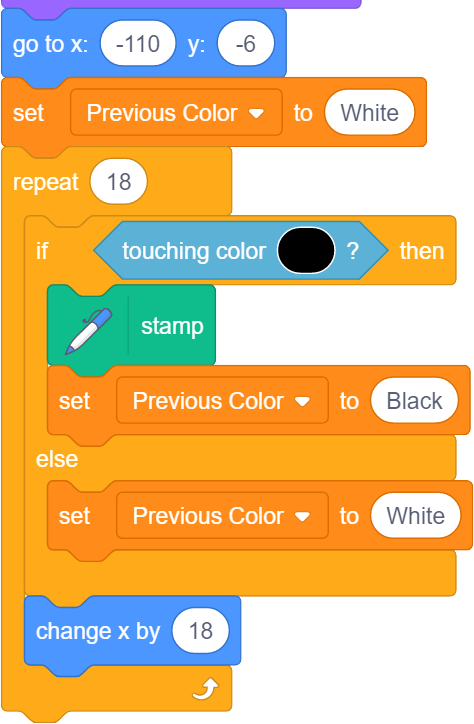 go to x: -110 y: -6
set Previous Color to White
repeat 18
if touching color ? then
stamp
set Previous Color to Black
else
set Previous Color to White
change x by 18